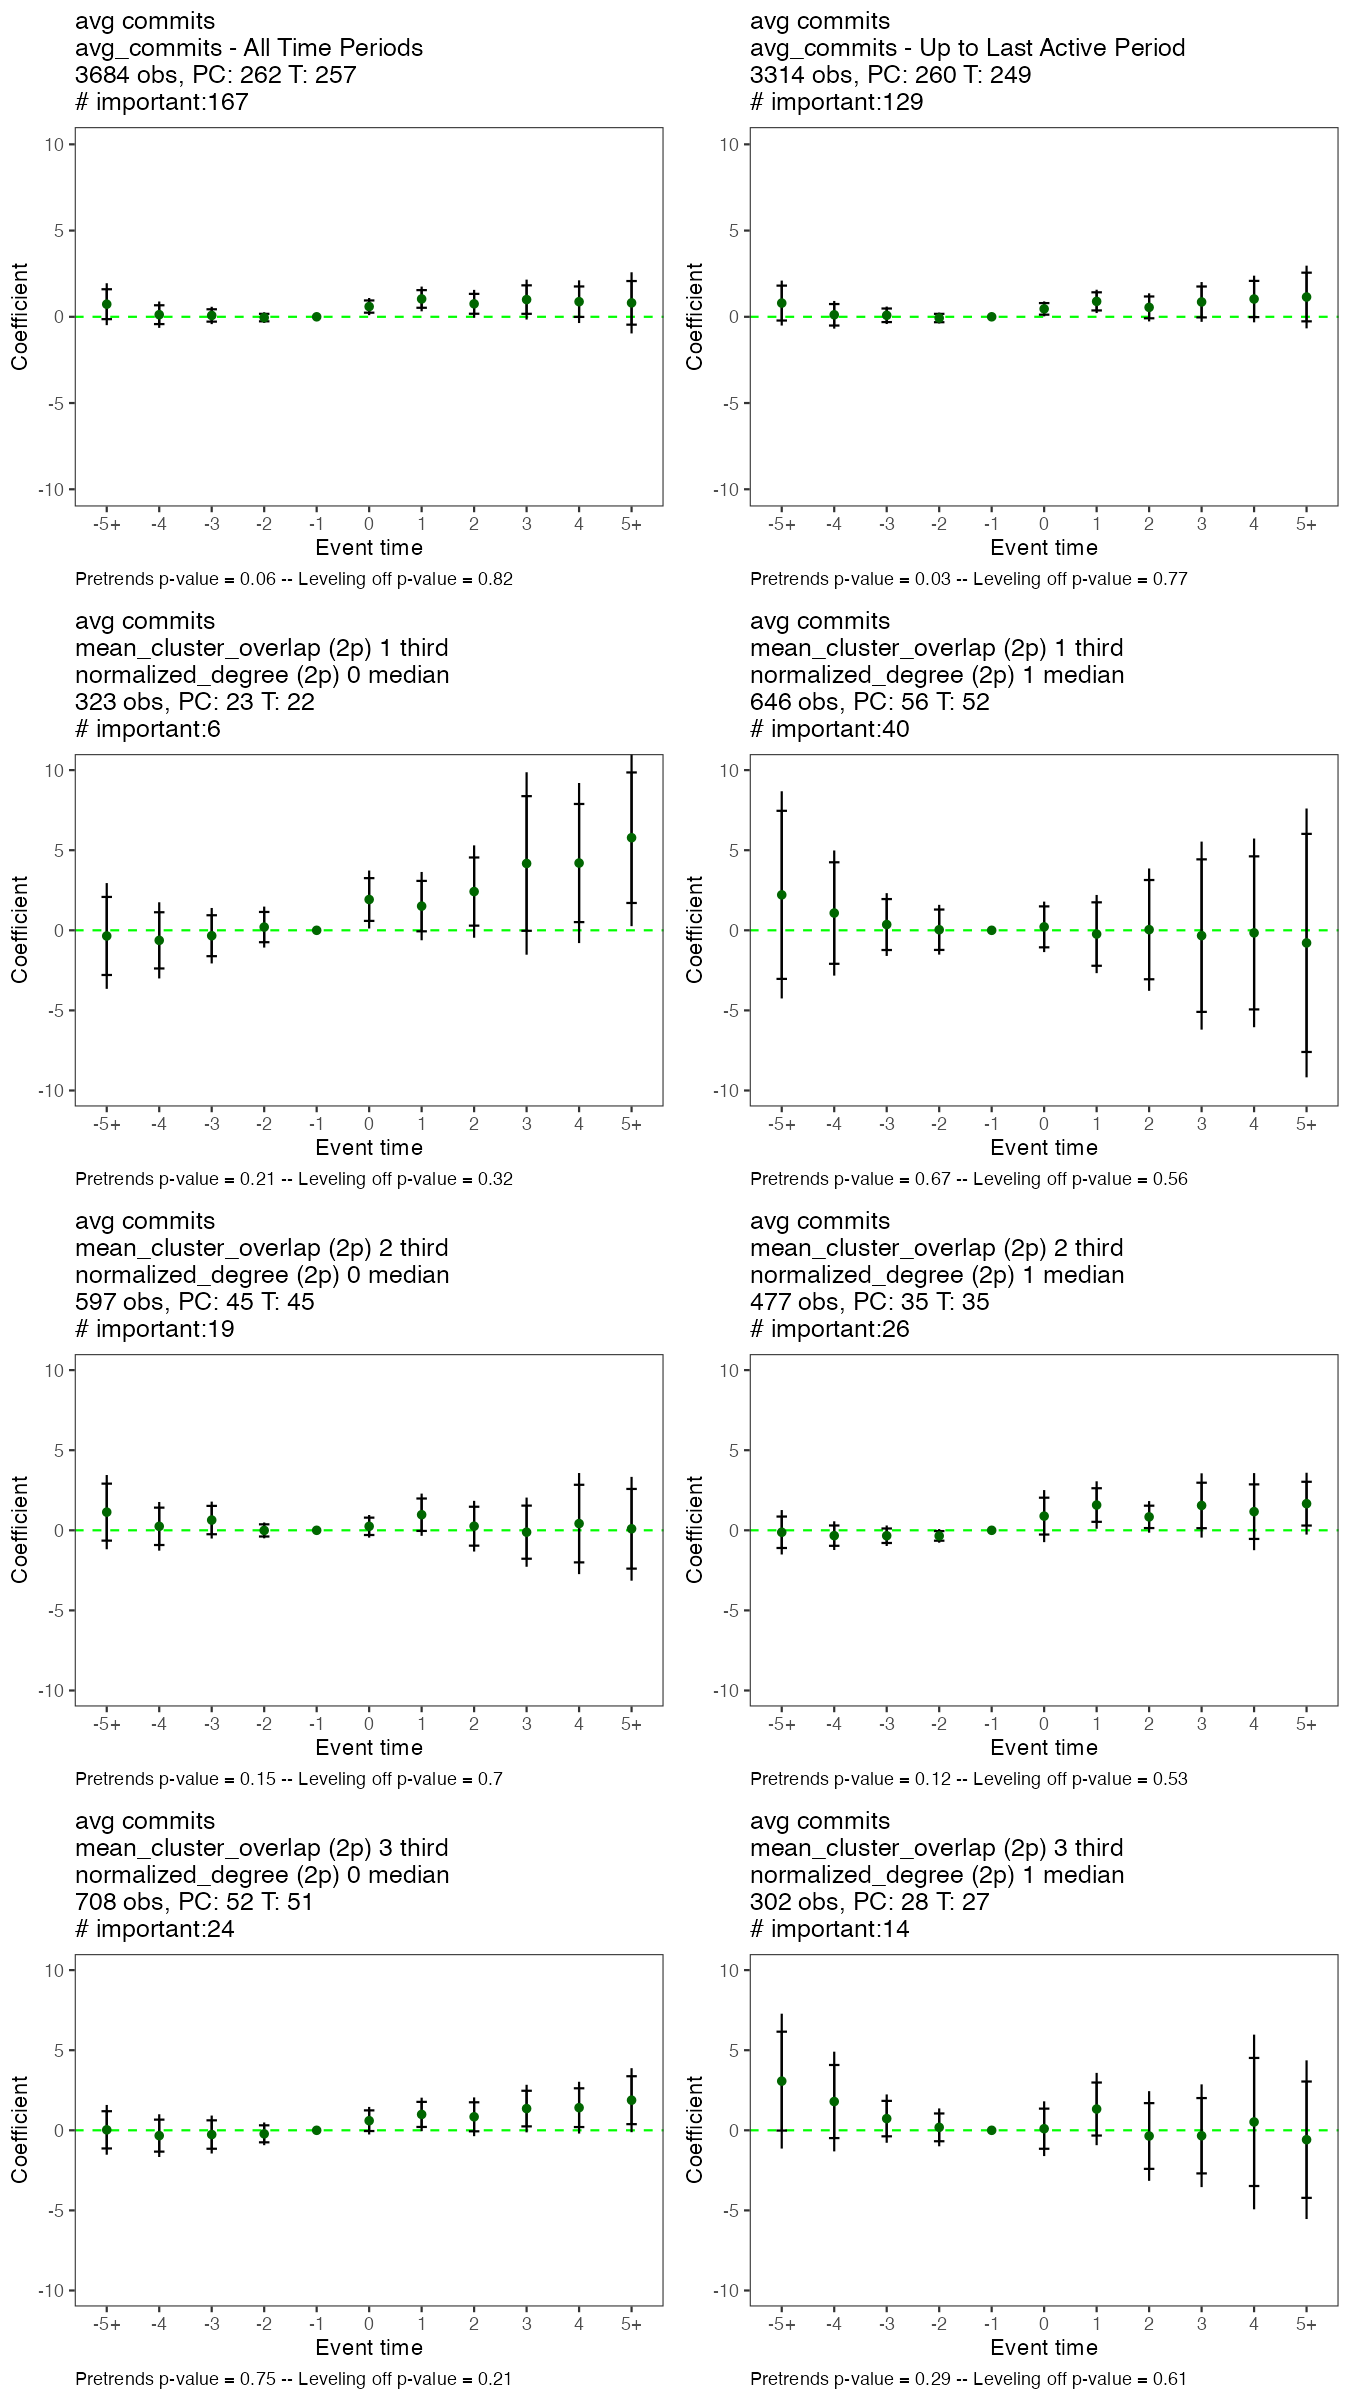 avg commits
avg_commits - All Time Periods
3684 obs, PC: 262 T: 257
# important:167
10
5
0
-5
-10
Coefficient
-5+ -4 -3 -2 -1 0 1 2 3 4 5+
Event time
Pretrends p-value = 0.06 -- Leveling off p-value = 0.82
avg commits
avg_commits - Up to Last Active Period
3314 obs, PC: 260 T: 249
# important:129
10
5
0
-5
-10
Coefficient
-5+ -4 -3 -2 -1 0 1 2 3 4 5+
Event time
Pretrends p-value = 0.03 -- Leveling off p-value = 0.77
avg commits
mean_cluster_overlap (2p) 1 third
normalized_degree (2p) 0 median
323 obs, PC: 23 T: 22
# important:6
10
5
0
-5
-10
Coefficient
-5+ -4 -3 -2 -1 0 1 2 3 4 5+
Event time
Pretrends p-value = 0.21 -- Leveling off p-value = 0.32
avg commits
mean_cluster_overlap (2p) 1 third
normalized_degree (2p) 1 median
646 obs, PC: 56 T: 52
# important:40
10
5
0
-5
-10
Coefficient
-5+ -4 -3 -2 -1 0 1 2 3 4 5+
Event time
Pretrends p-value = 0.67 -- Leveling off p-value = 0.56
avg commits
mean_cluster_overlap (2p) 2 third
normalized_degree (2p) 0 median
597 obs, PC: 45 T: 45
# important:19
10
5
0
-5
-10
Coefficient
-5+ -4 -3 -2 -1 0 1 2 3 4 5+
Event time
Pretrends p-value = 0.15 -- Leveling off p-value = 0.7
avg commits
mean_cluster_overlap (2p) 2 third
normalized_degree (2p) 1 median
477 obs, PC: 35 T: 35
# important:26
10
5
0
-5
-10
Coefficient
-5+ -4 -3 -2 -1 0 1 2 3 4 5+
Event time
Pretrends p-value = 0.12 -- Leveling off p-value = 0.53
avg commits
mean_cluster_overlap (2p) 3 third
normalized_degree (2p) 0 median
708 obs, PC: 52 T: 51
# important:24
10
5
0
-5
-10
Coefficient
-5+ -4 -3 -2 -1 0 1 2 3 4 5+
Event time
Pretrends p-value = 0.75 -- Leveling off p-value = 0.21
avg commits
mean_cluster_overlap (2p) 3 third
normalized_degree (2p) 1 median
302 obs, PC: 28 T: 27
# important:14
10
5
0
-5
-10
Coefficient
-5+ -4 -3 -2 -1 0 1 2 3 4 5+
Event time
Pretrends p-value = 0.29 -- Leveling off p-value = 0.61